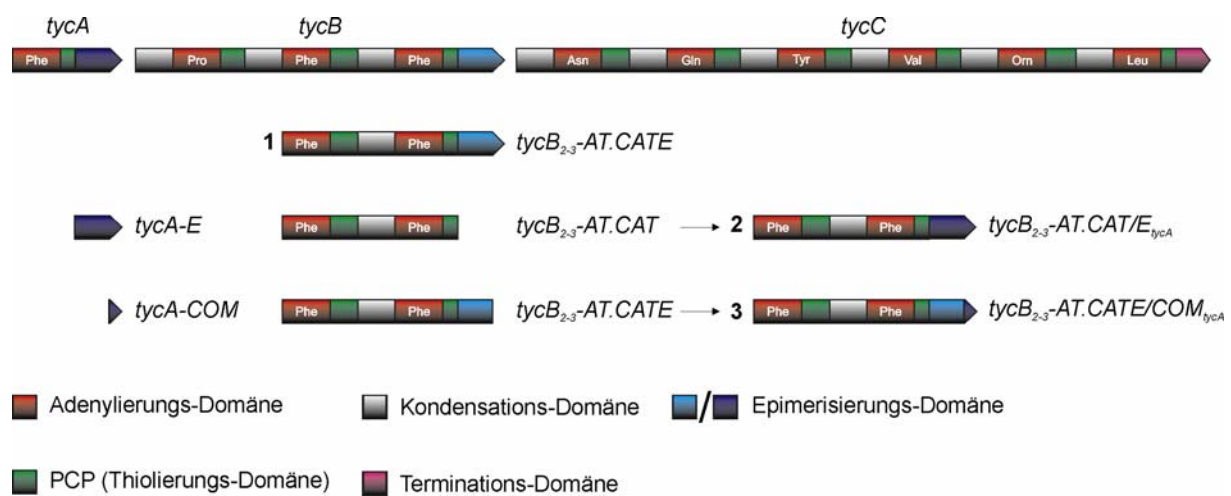 tycA tycB tycC
Phe Pro Phe Phe Asn Gln Tyr Val Orn Leu
1 Phe Phe tycB2-3-AT.CATE
tycA-E Phe Phe tycB2-3-AT.CAT → 2 Phe Phe tycB2-3-AT.CAT/EtycA
tycA-COM Phe Phe tycB2-3-AT.CATE → 3 Phe Phe tycB2-3-AT.CATE/COMtycA
Adenylierungs-Domäne Kondensations-Domäne / Epimerisierungs-Domäne
PCP (Thiolierungs-Domäne) Terminations-Domäne